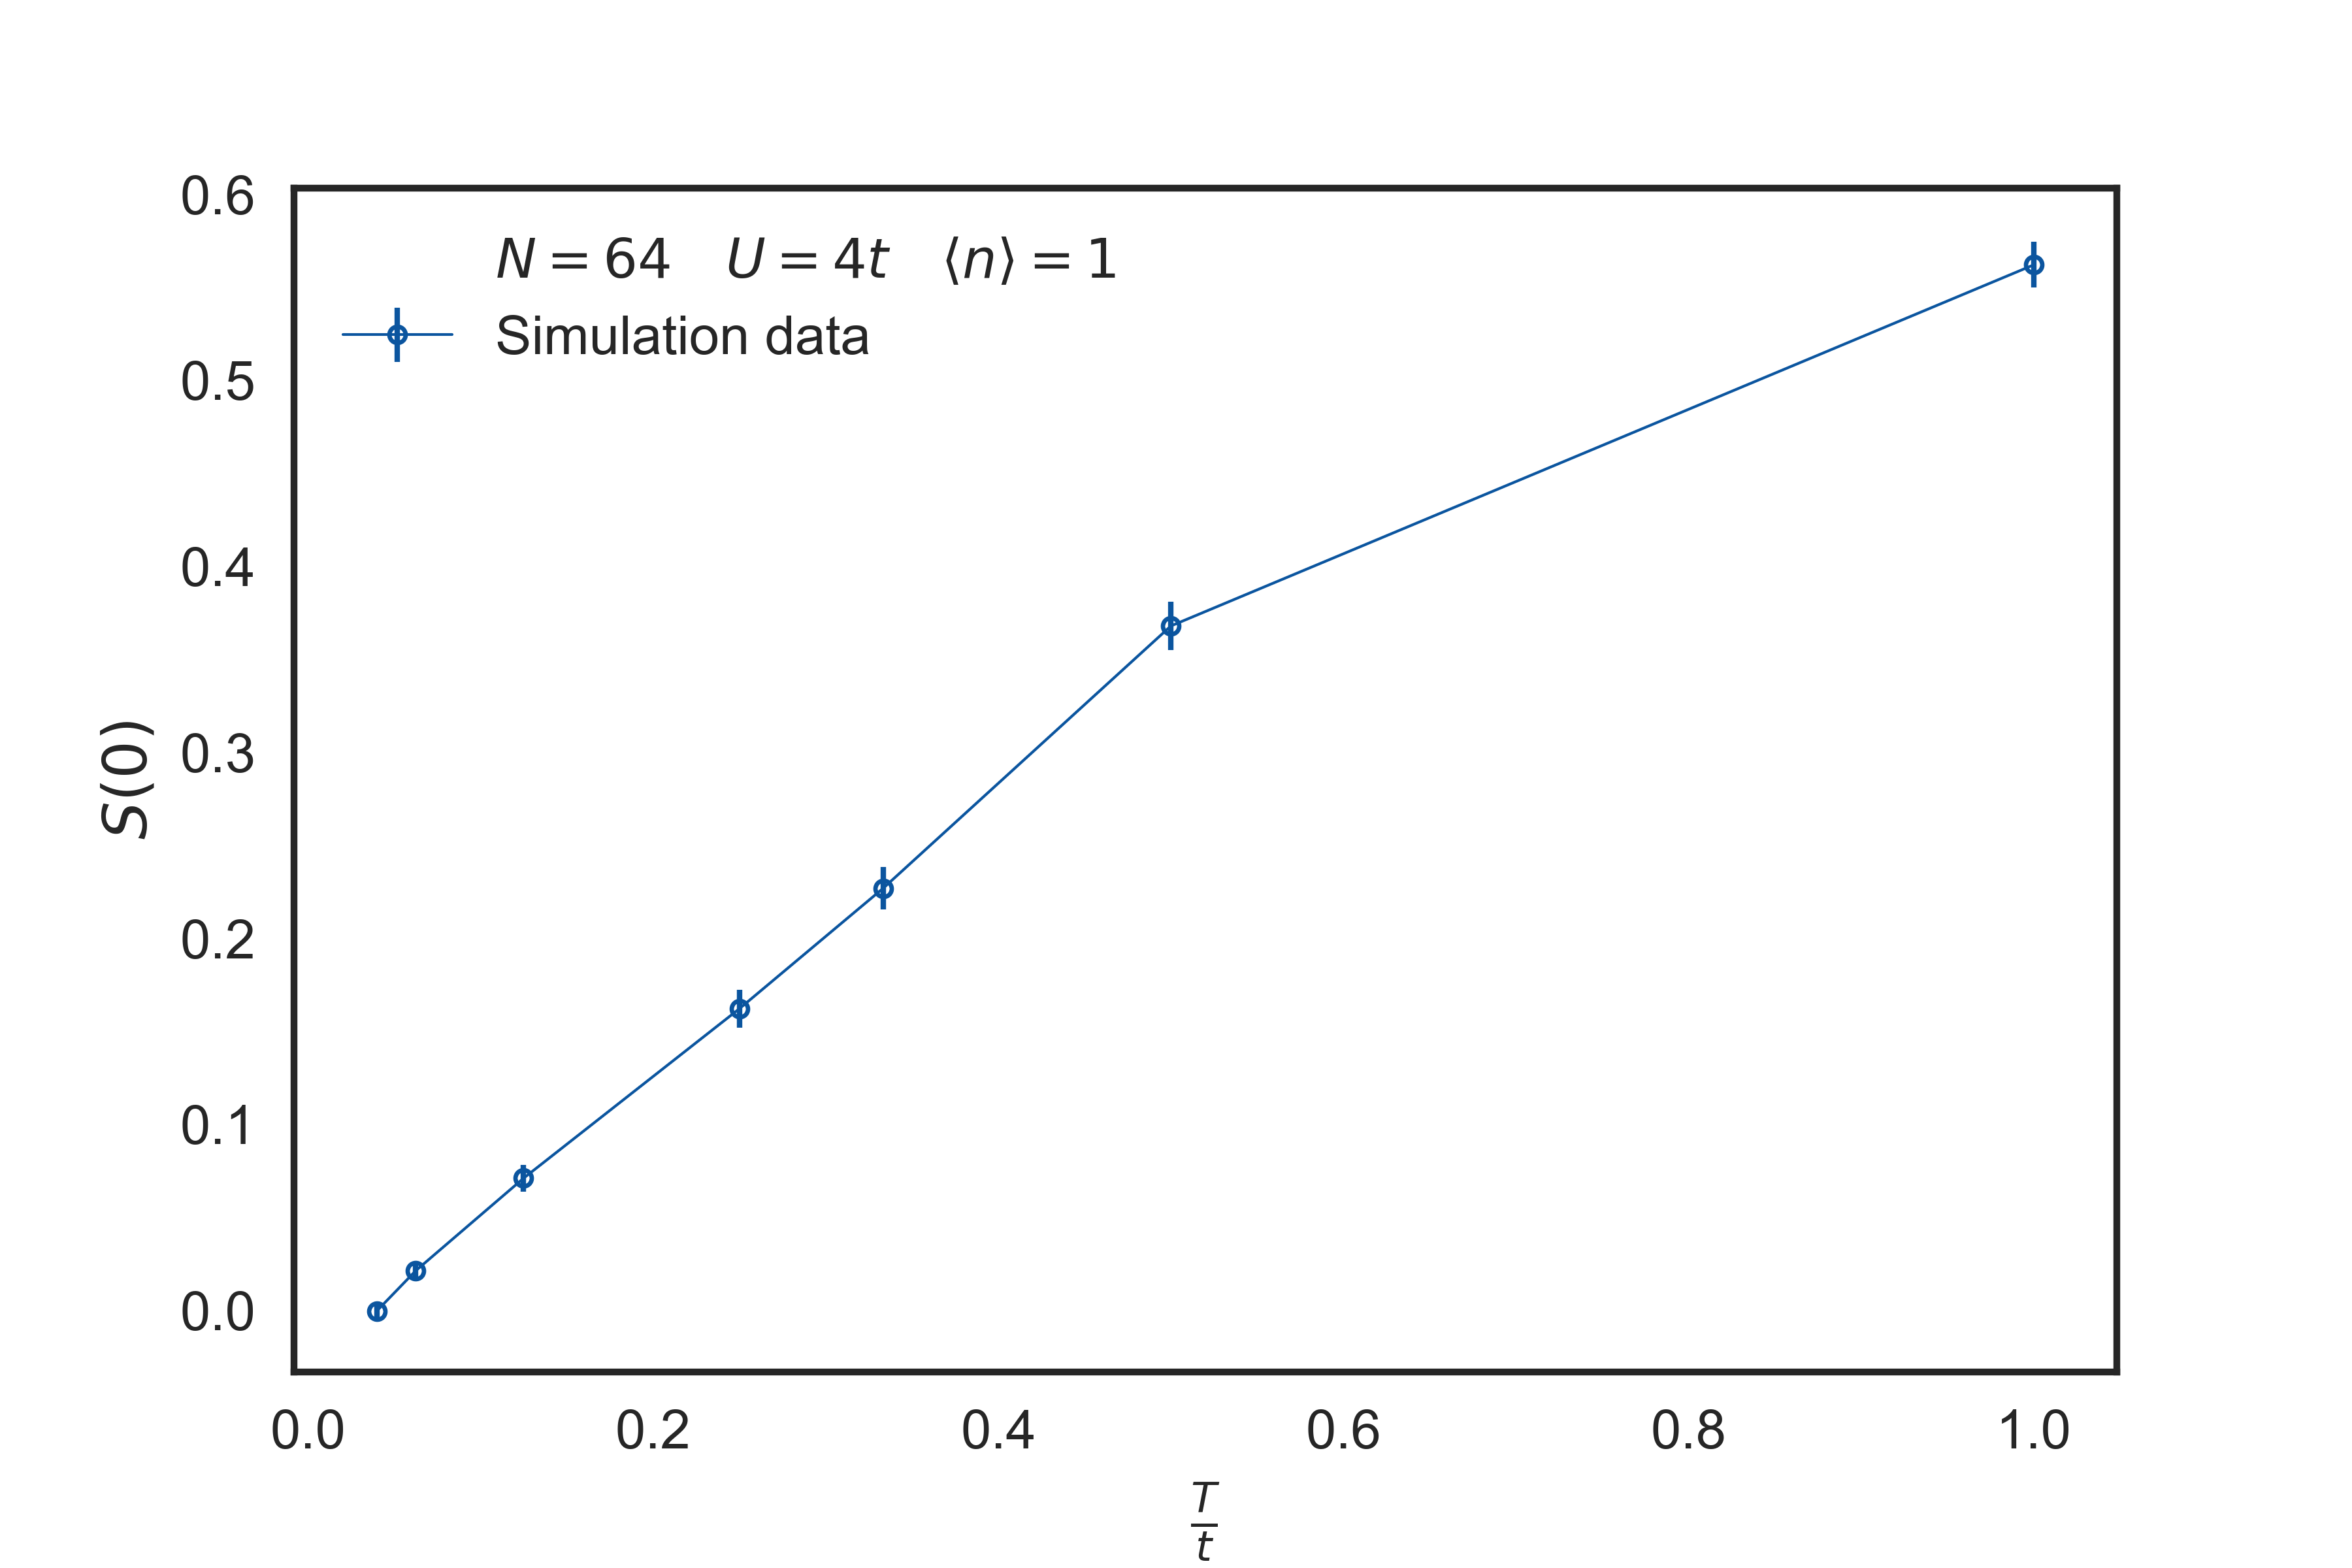 0.6
0.5
0.4
0.3
0.2
0.1
0.0
S(0)
N = 64 U = 4t ⟨n⟩ = 1
Simulation data
0.0 0.2 0.4 0.6 0.8 1.0
T
t